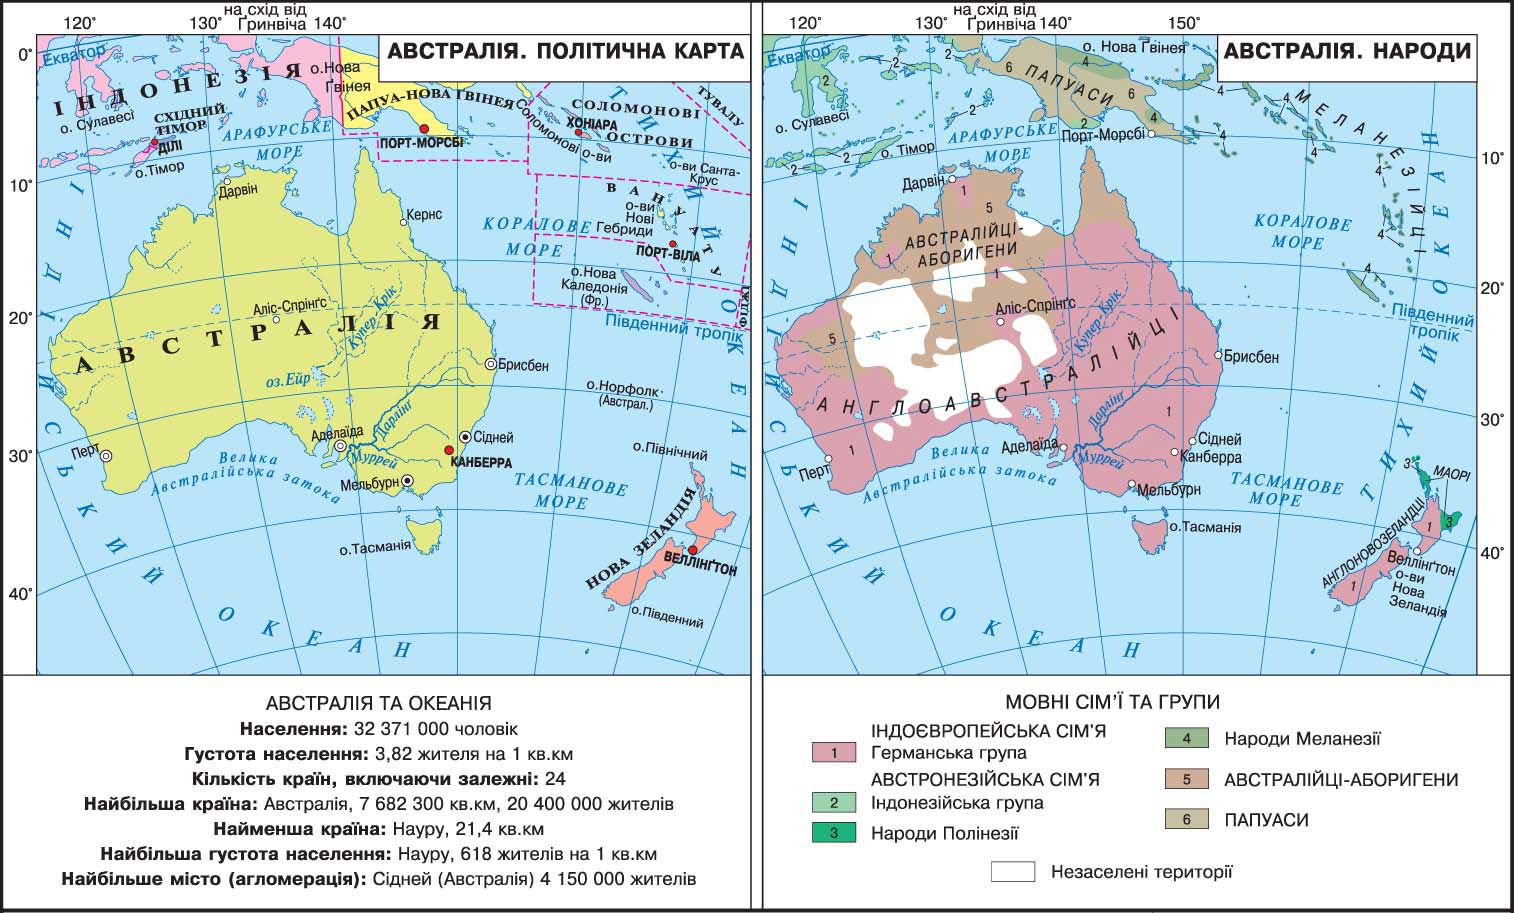 на схід від
Ґринвіча
120°
130°
140°
0°
10°
20°
30°
40°
АВСТРАЛІЯ. ПОЛІТИЧНА КАРТА
Екватор
ІНДОНЕЗІЯ
о. Сулавесі
СХІДНИЙ
ТІМОР
ДІЛІ
о.Тімор
АРАФУРСЬКЕ
МОРЕ
о.Нова
Гвінея
ПАПУА-НОВА ГВІНЕЯ
ПОРТ-МОРСБІ
СОЛОМОНОВІ
ОСТРОВИ
ХОНІАРА
Соломонові о-ви
ТУВАЛУ
о-ви Санта-
Крус
ВАНУАТУ
о-ви
Нові
Гебриди
ПОРТ-ВІЛА
ФІДЖІ
о.Нова
Каледонія
(Фр.)
КОРАЛОВЕ
МОРЕ
Південний тропік
ТИХИЙ ОКЕАН
Дарвін
Кернс
Аліс-Спрінґс
Купер-Крік
АВСТРАЛІЯ
оз.Ейр
Брисбен
о.Норфолк
(Австрал.)
Дарлінг
Муррей
Аделаїда
Сідней
КАНБЕРРА
Мельбурн
Перт
Велика
Австралійська затока
о.Тасманія
ТАСМАНОВЕ
МОРЕ
о.Північний
НОВА ЗЕЛАНДІЯ
ВЕЛЛІНҐТОН
о.Південний
ІНДІЙСЬКИЙ ОКЕАН
АВСТРАЛІЯ ТА ОКЕАНІЯ
Населення: 32 371 000 чоловік
Густота населення: 3,82 жителя на 1 кв.км
Кількість країн, включаючи залежні: 24
Найбільша країна: Австралія, 7 682 300 кв.км, 20 400 000 жителів
Найменша країна: Науру, 21,4 кв.км
Найбільша густота населення: Науру, 618 жителів на 1 кв.км
Найбільше місто (агломерація): Сідней (Австралія) 4 150 000 жителів
на схід від
Ґринвіча
120°
130°
140°
150°
10°
20°
30°
40°
АВСТРАЛІЯ. НАРОДИ
Екватор
о. Сулавесі
о. Тімор
АРАФУРСЬКЕ
МОРЕ
о. Нова Гвінея
ПАПУАСИ
Порт-Морсбі
МЕЛАНЕЗІЙЦІ
КОРАЛОВЕ
МОРЕ
Південний
тропік
ТИХИЙ ОКЕАН
Дарвін
АВСТРАЛІЙЦІ-
АБОРИГЕНИ
Аліс-Спрінґс
Купер-Крік
АНГЛОАВСТРАЛІЙЦІ
Брисбен
Дарлінг
Муррей
Аделаїда
Сідней
Канберра
Мельбурн
Перт
Велика
Австралійська затока
о.Тасманія
ТАСМАНОВЕ
МОРЕ
МАОРІ
АНГЛОНОВОЗЕЛАНДЦІ
Веллінґтон
о-ви
Нова
Зеландія
ІНДІЙСЬКИЙ ОКЕАН
МОВНІ СІМ’Ї ТА ГРУПИ
ІНДОЄВРОПЕЙСЬКА СІМ’Я
1 Германська група
АВСТРОНЕЗІЙСЬКА СІМ’Я
2 Індонезійська група
3 Народи Полінезії
4 Народи Меланезії
5 АВСТРАЛІЙЦІ-АБОРИГЕНИ
6 ПАПУАСИ
Незаселені території